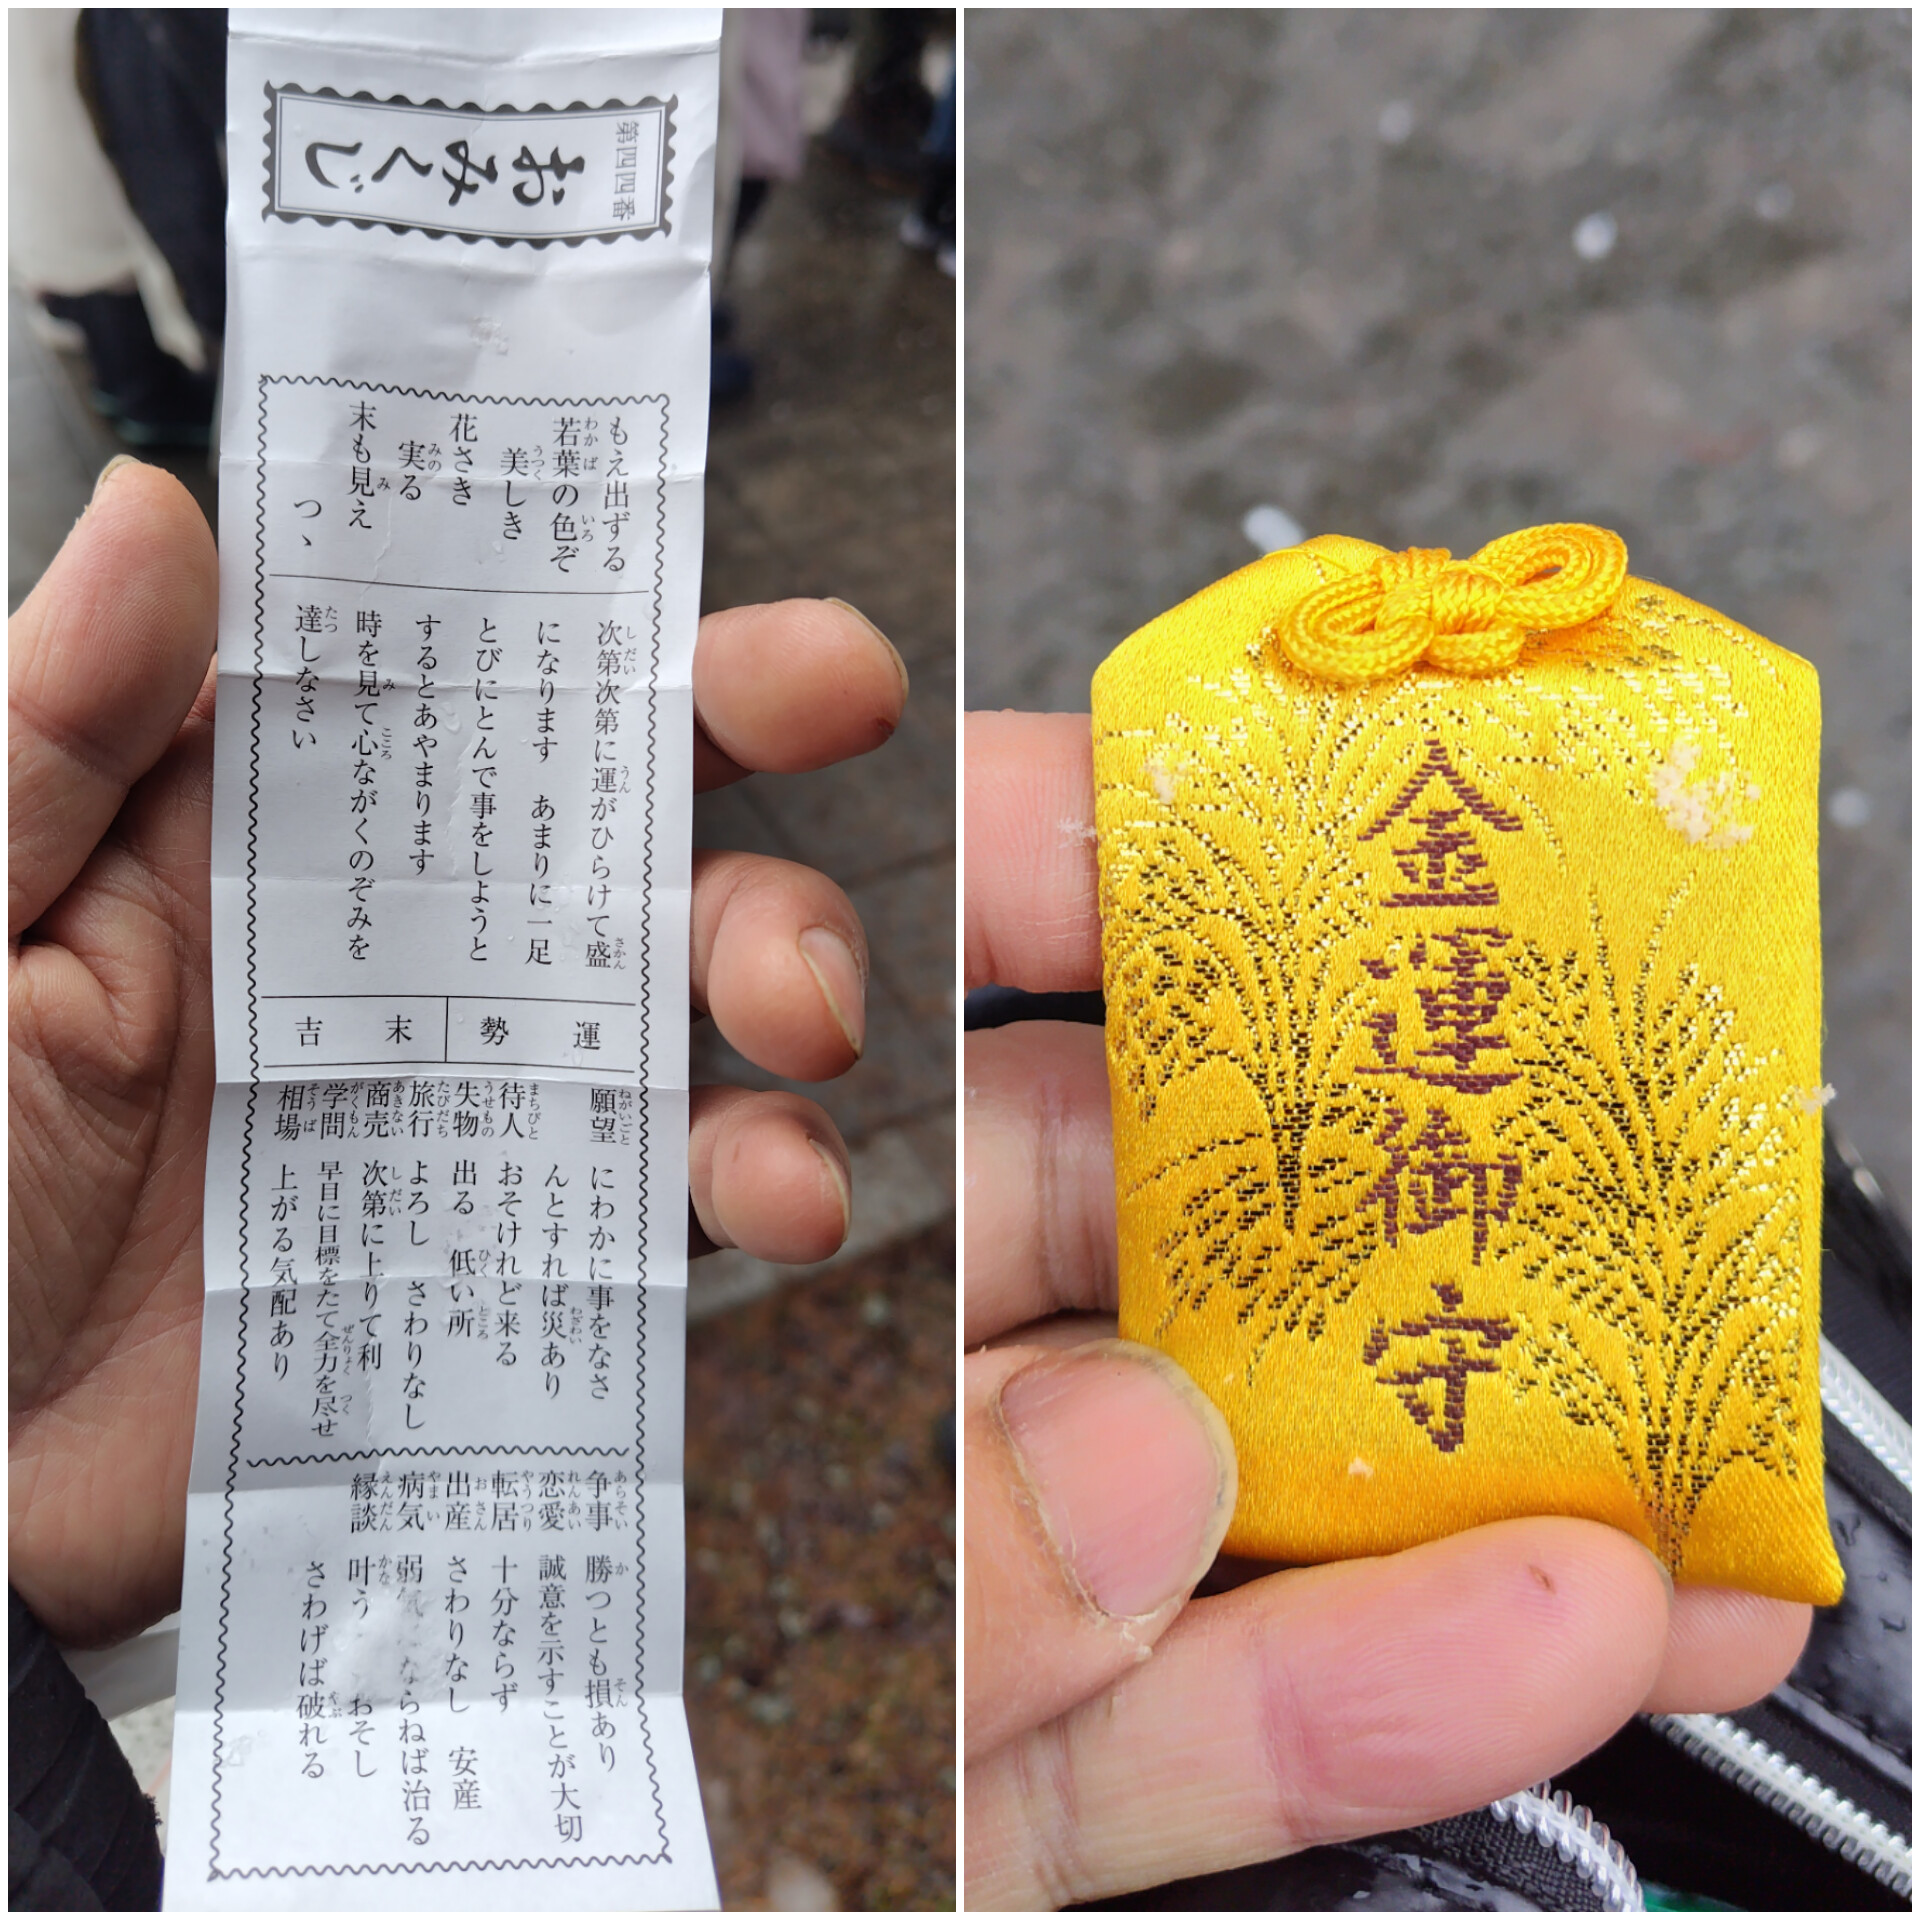 第四四番
おみくじ
もえ出ずる
若葉の色ぞ
美しき
花さき
実る
末も見え
つゝ
次第次第に運がひらけて盛
になります あまりに一足
とびにとんで事をしようと
するとあやまります
時を見て心ながくのぞみを
達しなさい
運勢
末吉
願望 にわかに事をなさ
んとすれば災あり
待人 おそけれど来る
失物 出る 低い所
旅行 よろし さわりなし
商売 次第に上りて利
学問 早目に目標をたて全力を尽せ
相場 上がる気配あり
争事 勝つとも損あり
恋愛 誠意を示すことが大切
転居 十分ならず
出産 さわりなし 安産
病気 弱気 ならねば治る
縁談 叶う おそし
さわげば破れる
金運御守